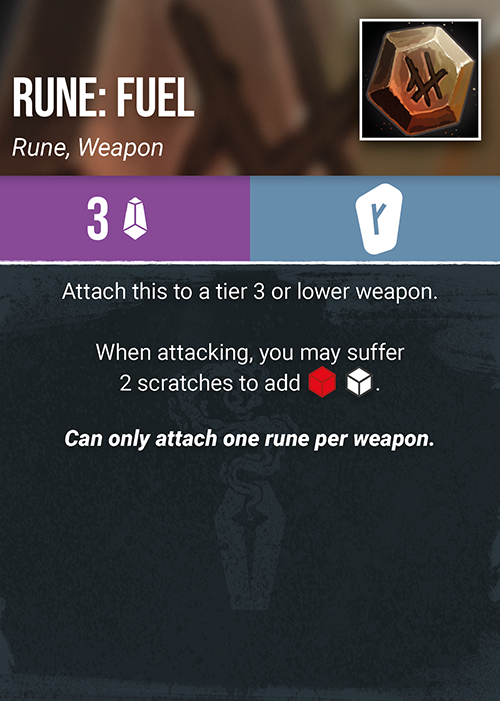 RUNE: FUEL
Rune, Weapon
3
Attach this to a tier 3 or lower weapon.
When attacking, you may suffer
2 scratches to add .
Can only attach one rune per weapon.